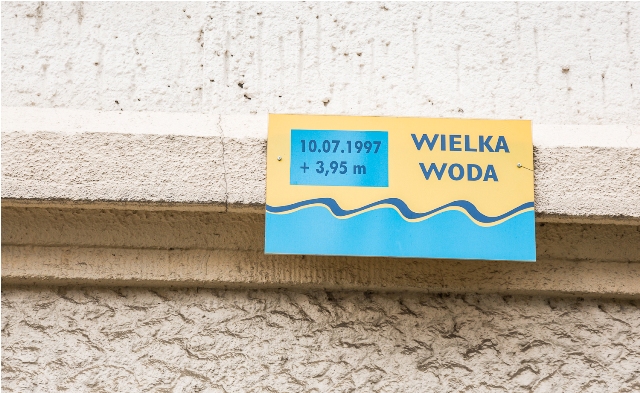 10.07.1997
+ 3,95 m
WIELKA
WODA